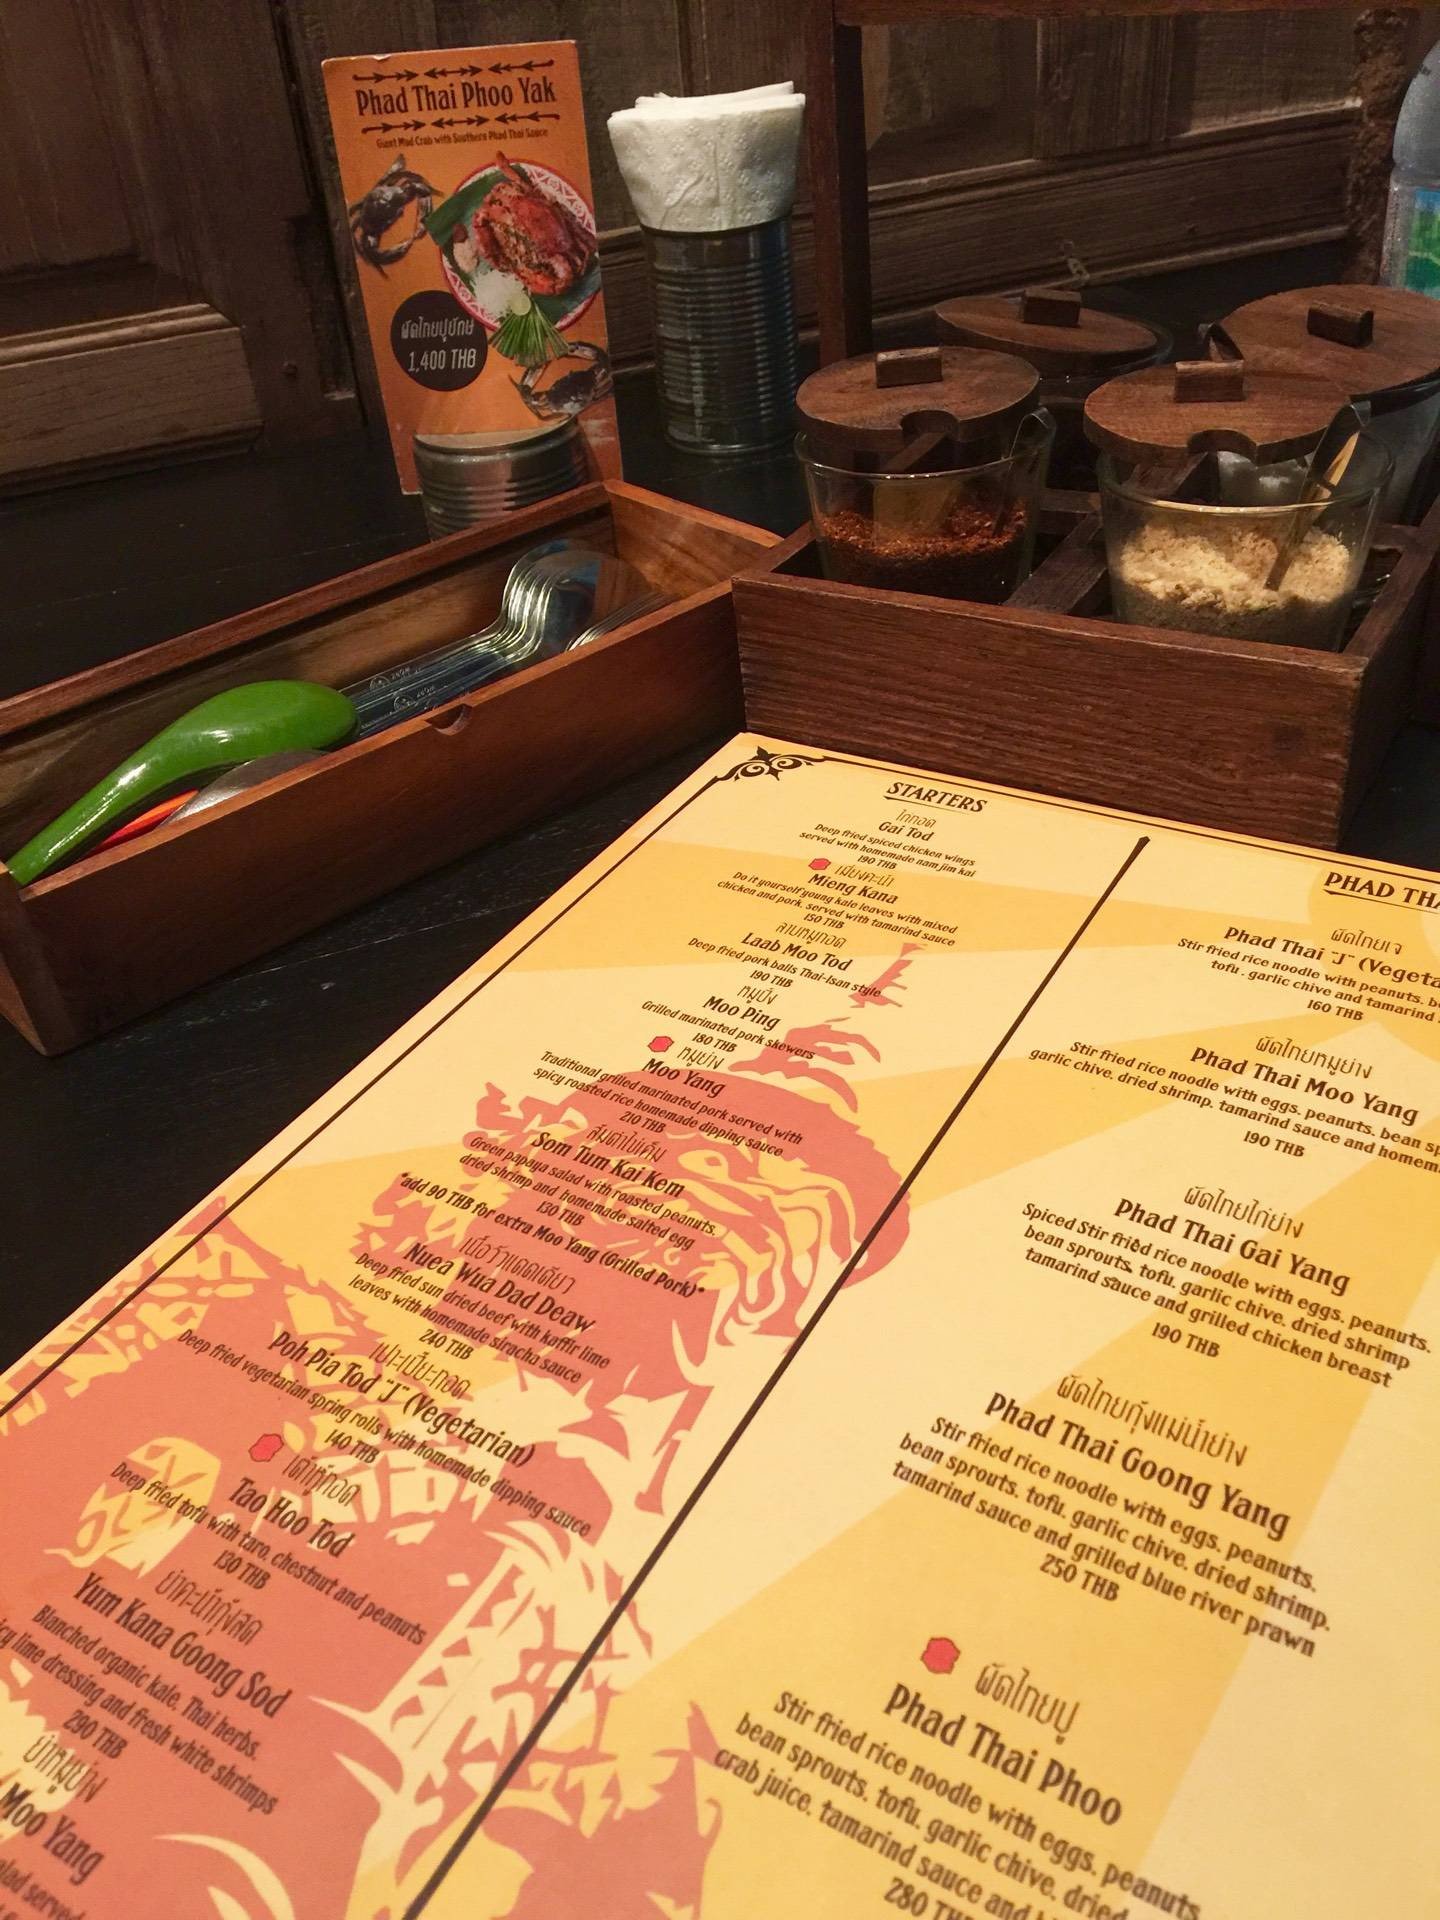 Phad Thai Phoo Yak
Giant Mud Crab with Southern Phad Thai Sauce
ผัดไทยปูยักษ์
1,400 THB
STARTERS
ไก่ทอด
Gai Tod
Deep fried spiced chicken wings
served with homemade nam jim kai
190 THB
เมี่ยงคะน้า
Mieng Kana
Do it yourself young kale leaves with mixed
chicken and pork, served with tamarind sauce
150 THB
ลาบหมูทอด
Laab Moo Tod
Deep fried pork balls Thai-Isan style
190 THB
หมูปิ้ง
Moo Ping
Grilled marinated pork skewers
180 THB
หมูย่าง
Moo Yang
Traditional grilled marinated pork served with
spicy roasted rice homemade dipping sauce
210 THB
ส้มตำไข่เค็ม
Som Tum Kai Kem
Green papaya salad with roasted peanuts,
dried shrimp and homemade salted egg
130 THB
*add 90 THB for extra Moo Yang (Grilled Pork)*
เนื้อวัวแดดเดียว
Nuea Wua Dad Deaw
Deep fried sun dried beef with kaffir lime
leaves with homemade siracha sauce
240 THB
เปาะเปี๊ยะทอด
Poh Pia Tod "J" (Vegetarian)
Deep fried vegetarian spring rolls with homemade dipping sauce
140 THB
เต้าหู้ทอด
Tao Hoo Tod
Deep fried tofu with taro, chestnut and peanuts
130 THB
ยำคะน้ากุ้งสด
Yum Kana Goong Sod
Blanched organic kale, Thai herbs,
lime dressing and fresh white shrimps
290 THB
ยำหมูย่าง
Moo Yang
served
PHAD
ผัดไทยเจ
Phad Thai "J"
Stir fried rice noodle with peanuts,
tofu, garlic chive and tamarind
160 THB
ผัดไทยหมูย่าง
Phad Thai Moo Yang
Stir fried rice noodle with eggs, peanuts, bean
garlic chive, dried shrimp, tamarind sauce and
190 THB
ผัดไทยไก่ย่าง
Phad Thai Gai Yang
Spiced Stir fried rice noodle with eggs, peanuts,
bean sprouts, tofu, garlic chive, dried shrimp
tamarind sauce and grilled chicken breast
190 THB
ผัดไทยกุ้งแม่น้ำย่าง
Phad Thai Goong Yang
Stir fried rice noodle with eggs, peanuts,
bean sprouts, tofu, garlic chive, dried shrimp,
tamarind sauce and grilled blue river prawn
250 THB
ผัดไทยปู
Phad Thai Phoo
Stir fried rice noodle with eggs, peanuts
bean sprouts, tofu, garlic chive, dried
crab juice, tamarind sauce and
280 THB